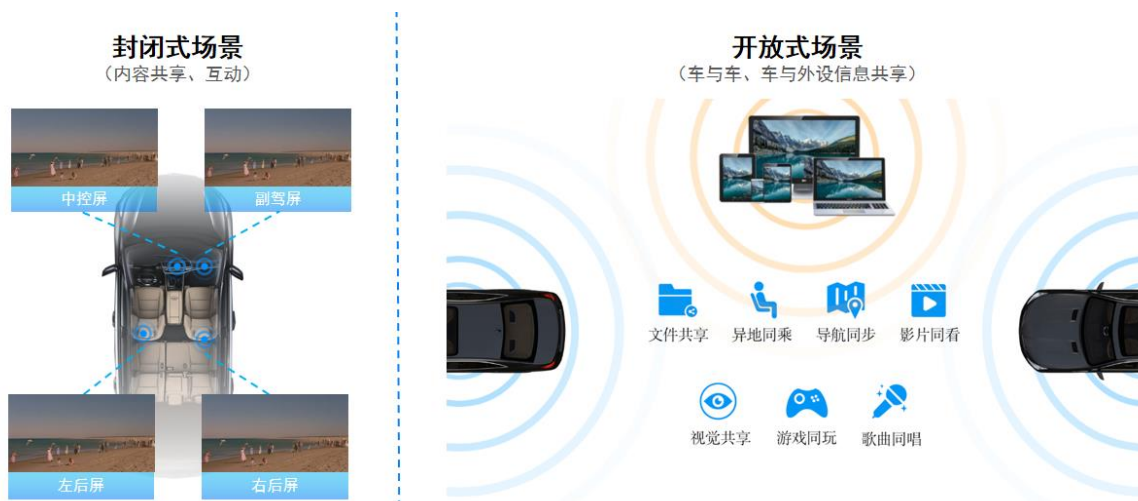 封闭式场景
（内容共享、互动）
中控屏
副驾屏
左后屏
右后屏
开放式场景
（车与车、车与外设信息共享）
文件共享
异地同乘
导航同步
影片同看
视觉共享
游戏同玩
歌曲同唱